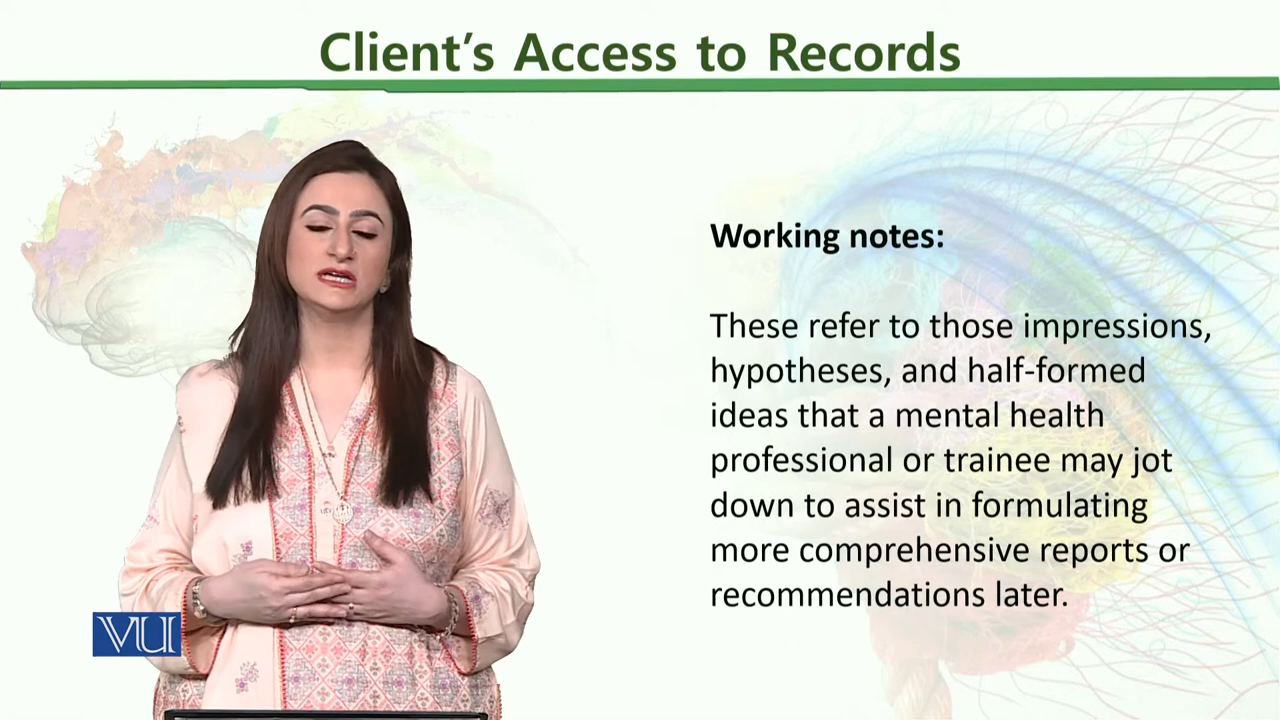 Client's Access to Records
Working notes:
These refer to those impressions,
hypotheses, and half-formed
ideas that a mental health
professional or trainee may jot
down to assist in formulating
more comprehensive reports or
recommendations later.
VU